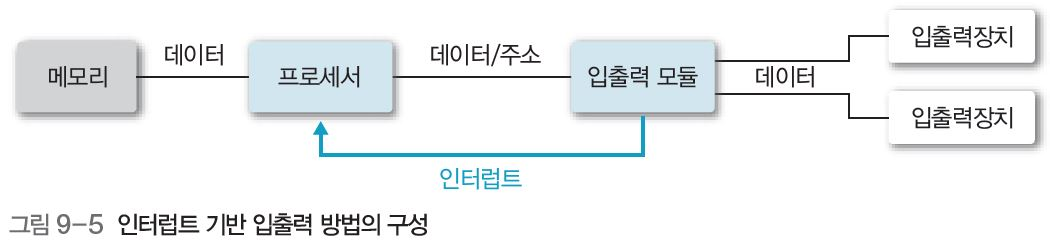 입출력장치
데이터
데이터/주소
메모리
프로세서
입출력 모듈
데이터
입출력장치
인터럽트
그림 9-5 인터럽트 기반 입출력 방법의 구성